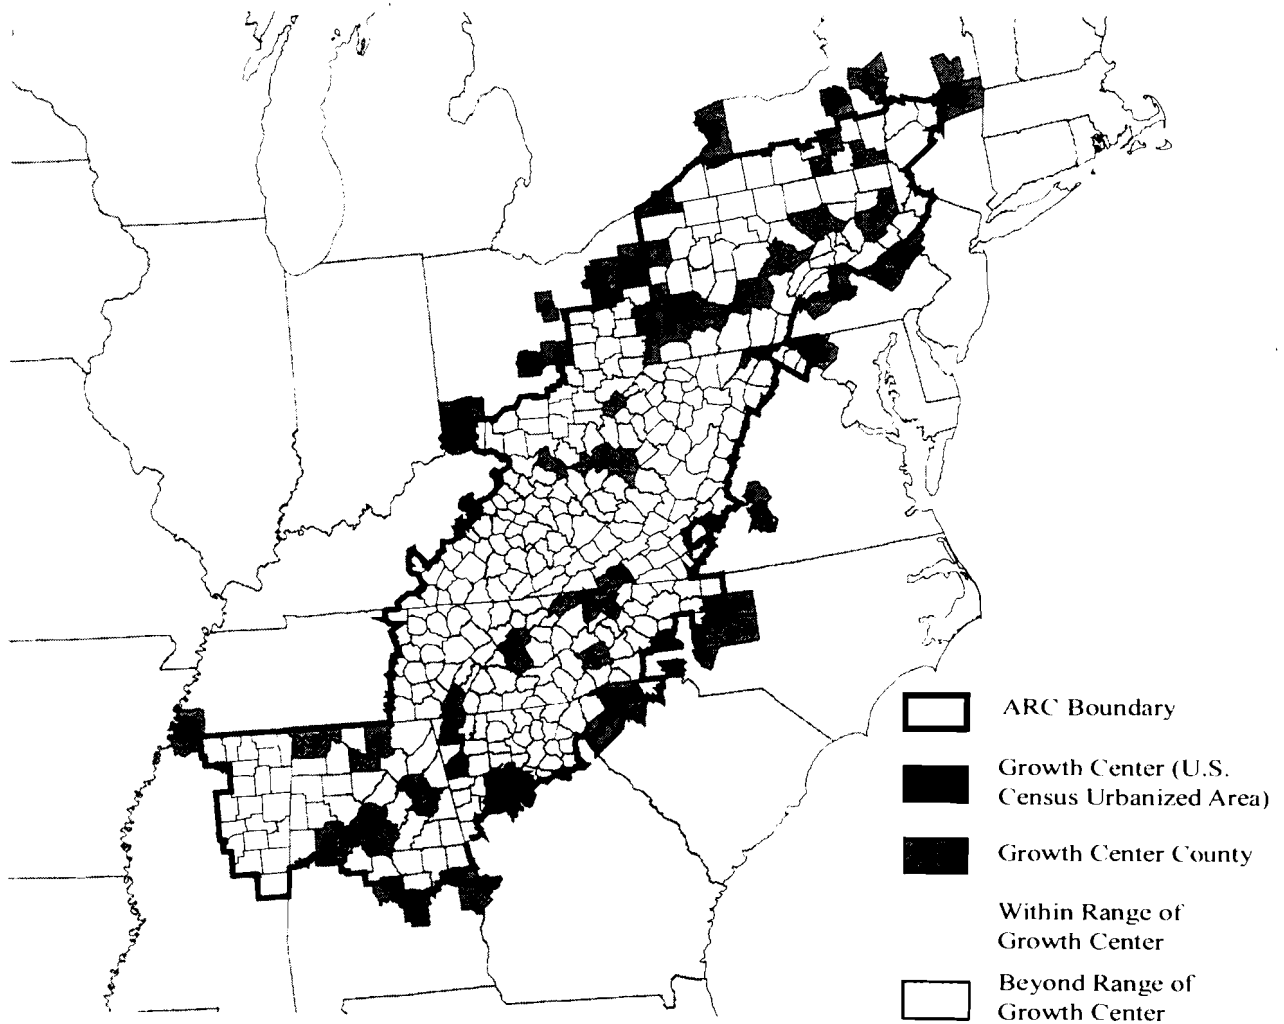 ARC Boundary
Growth Center (U.S.
Census Urbanized Area)
Growth Center County
Within Range of
Growth Center
Beyond Range of
Growth Center